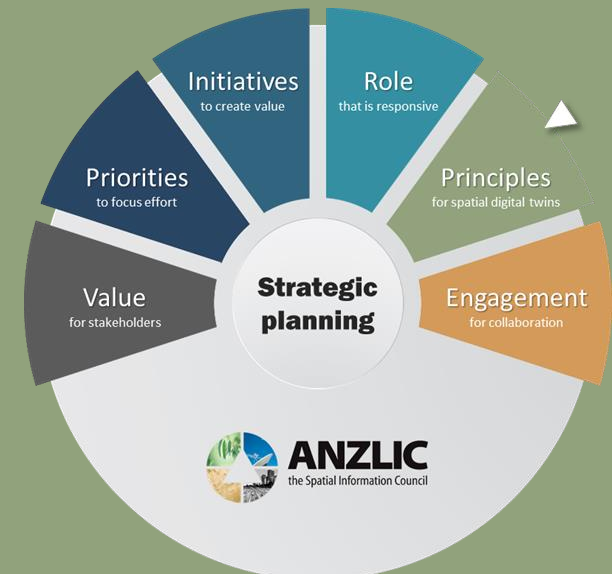 Initiatives
to create value
Role
that is responsive
Priorities
to focus effort
Principles
for spatial digital twins
Value
for stakeholders
Strategic
planning
Engagement
for collaboration
ANZLIC
the Spatial Information Council